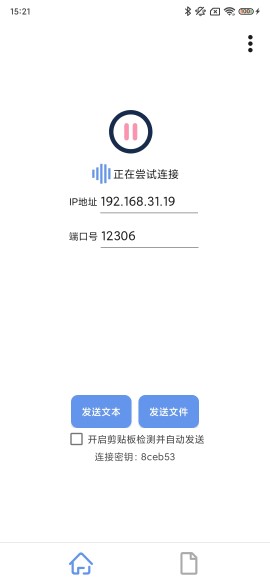 15:21
100
正在尝试连接
IP地址 192.168.31.19
端口号 12306
发送文本 发送文件
开启剪贴板检测并自动发送
连接密钥：8ceb53